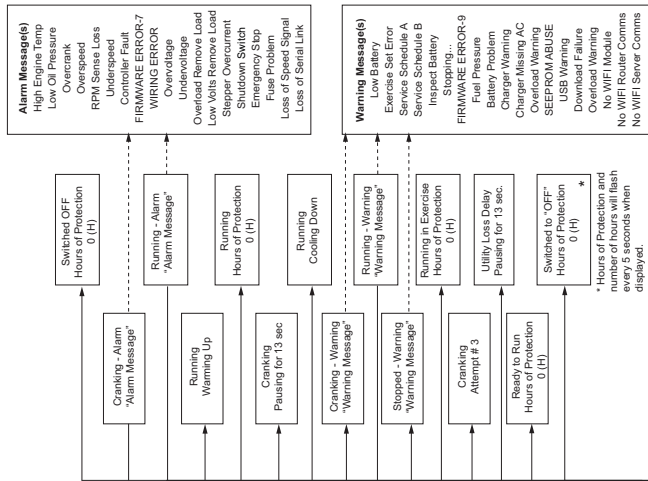 Alarm Message(s)
High Engine Temp
Low Oil Pressure
Overcrank
Overspeed
RPM Sense Loss
Underspeed
Controller Fault
FIRMWARE ERROR-7
WIRING ERROR
Overvoltage
Undervoltage
Overload Remove Load
Low Volts Remove Load
Stepper Overcurrent
Shutdown Switch
Emergency Stop
Fuse Problem
Loss of Speed Signal
Loss of Serial Link
Warning Message(s)
Low Battery
Exercise Set Error
Service Schedule A
Service Schedule B
Inspect Battery
Stopping...
FIRMWARE ERROR-9
Fuel Pressure
Battery Problem
Charger Warning
Charger Missing AC
Overload Warning
SEEPROM ABUSE
USB Warning
Download Failure
Overload Warning
No WIFI Module
No WIFI Router Comms
No WIFI Server Comms
Switched OFF
Hours of Protection
0 (H)
Running - Alarm
"Alarm Message"
Running
Hours of Protection
0 (H)
Running
Cooling Down
Running - Warning
"Warning Message"
Running in Exercise
Hours of Protection
0 (H)
Utility Loss Delay
Pausing for 13 sec.
Switched to "OFF"
Hours of Protection
0 (H)
*
* Hours of Protection and
number of hours will flash
every 5 seconds when
displayed.
Cranking - Alarm
"Alarm Message"
Running
Warming Up
Cranking
Pausing for 13 sec
Cranking - Warning
"Warning Message"
Stopped - Warning
"Warning Message"
Cranking
Attempt # 3
Ready to Run
Hours of Protection
0 (H)